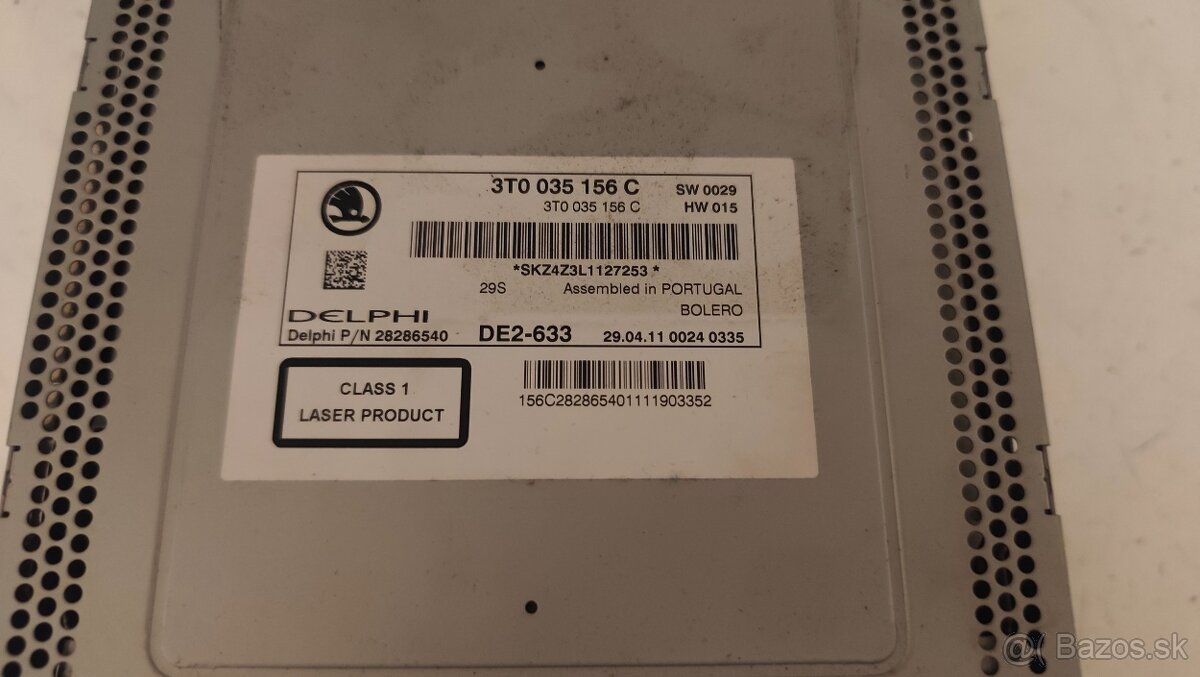 3T0 035 156 C SW 0029
3T0 035 156 C HW 015
*SKZ4Z3L1127253 *
29S Assembled in PORTUGAL
BOLERO
DELPHI
Delphi P/N 28286540 DE2-633 29.04.11 0024 0335
CLASS 1
LASER PRODUCT
156C282865401111903352
@( Bazos.sk